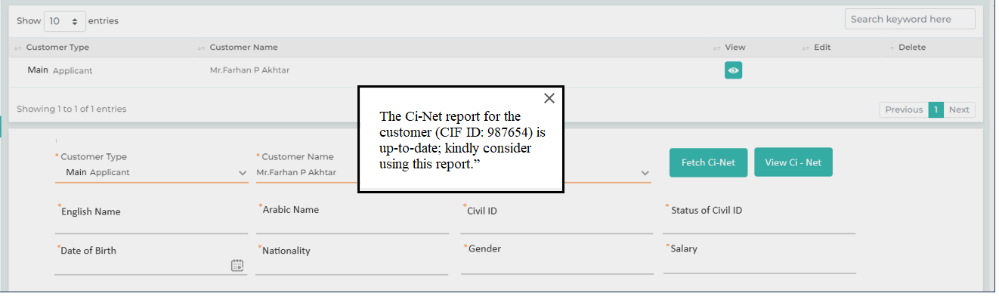 Show 10 entries
Search keyword here
Customer Type Customer Name View Edit Delete
Main Applicant Mr.Farhan P Akhtar
Showing 1 to 1 of 1 entries
Previous 1 Next
The Ci-Net report for the
customer (CIF ID: 987654) is
up-to-date; kindly consider
using this report.”
* Customer Type * Customer Name
Main Applicant Mr.Farhan P Akhtar
Fetch Ci-Net View Ci - Net
*English Name *Arabic Name *Civil ID * Status of Civil ID
*Date of Birth *Nationality *Gender *Salary